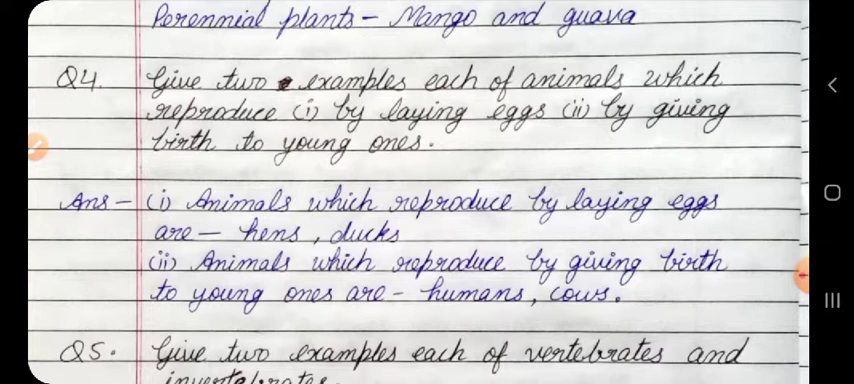 Perennial plants - Mango and guava
Q4. Give two examples each of animals which
reproduce (i) by laying eggs (ii) by giving
birth to young ones.
Ans - (i) Animals which reproduce by laying eggs
are - hens, ducks
(ii) Animals which reproduce by giving birth
to young ones are - humans, cows.
Q5. Give two examples each of vertebrates and
invertebrates.